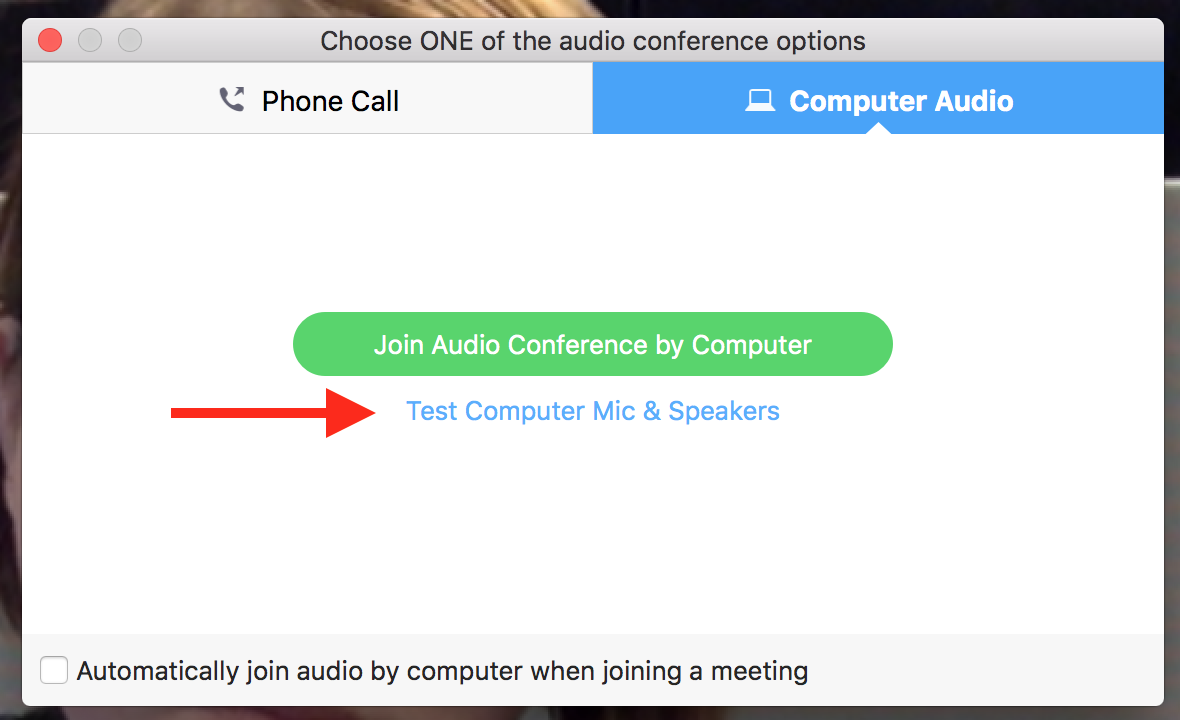 Choose ONE of the audio conference options
Phone Call
Computer Audio
Join Audio Conference by Computer
Test Computer Mic & Speakers
Automatically join audio by computer when joining a meeting